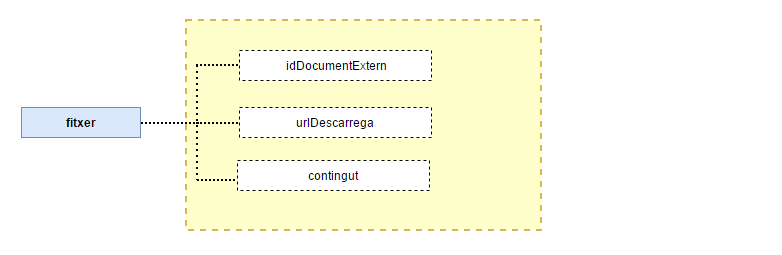 idDocumentExtern
fitxer
urlDescarrega
contingut